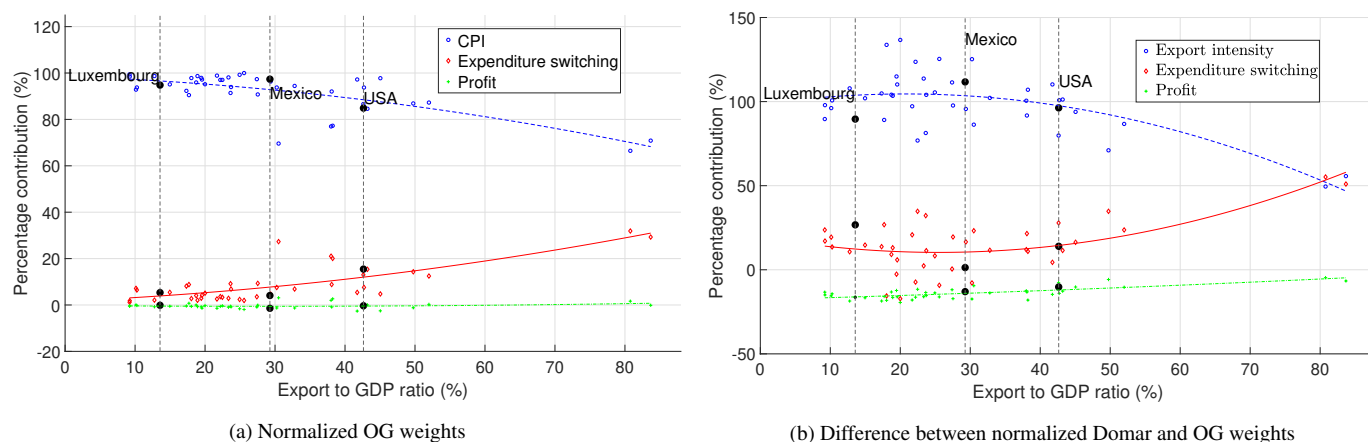 Percentage contribution (%)
120
100
80
60
40
20
0
-20
CPI
Expenditure switching
Profit
Luxembourg
Mexico
USA
0 10 20 30 40 50 60 70 80
Export to GDP ratio (%)
(a) Normalized OG weights
Percentage contribution (%)
150
100
50
0
-50
Export intensity
Expenditure switching
Profit
Mexico
USA
Luxembourg
0 10 20 30 40 50 60 70 80
Export to GDP ratio (%)
(b) Difference between normalized Domar and OG weights